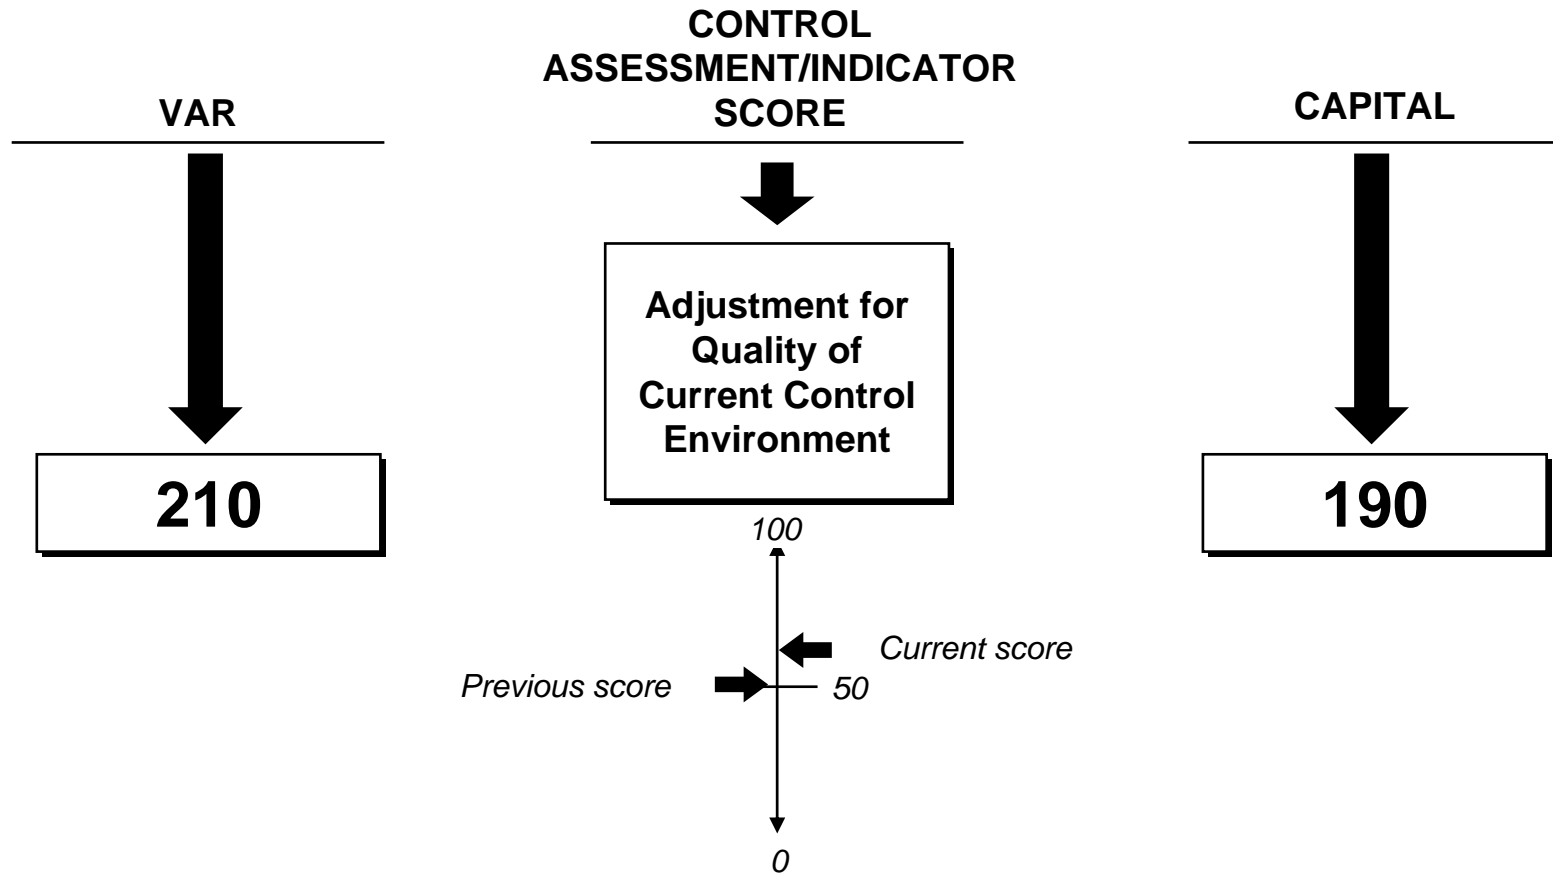 VAR
CONTROL
ASSESSMENT/INDICATOR
SCORE
CAPITAL
Adjustment for
Quality of
Current Control
Environment
210
190
100
Current score
Previous score
50
0